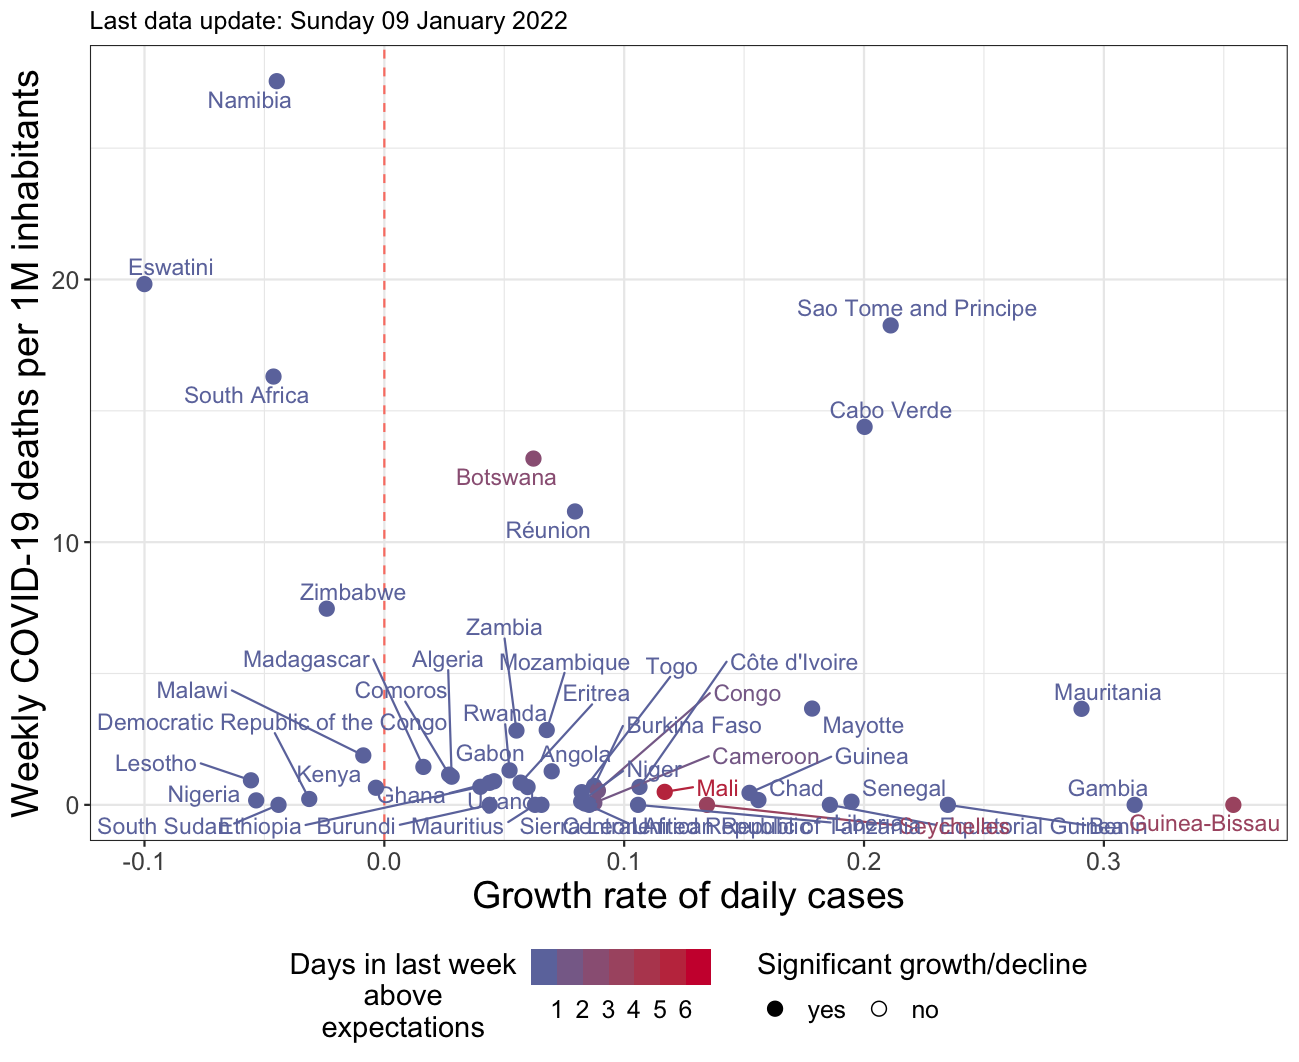 Last data update: Sunday 09 January 2022
Weekly COVID-19 deaths per 1M inhabitants
Namibia
Eswatini
20
Sao Tome and Principe
South Africa
Cabo Verde
Botswana
Réunion
10
Zimbabwe
Zambia
Madagascar
Algeria
Mozambique
Togo
Côte d'Ivoire
Malawi
Comoros
Eritrea
Congo
Mauritania
Rwanda
Democratic Republic of the Congo
Burkina Faso
Mayotte
Gabon
Angola
Cameroon
Guinea
Lesotho
Kenya
Niger
Nigeria
Ghana
Mali
Chad
Senegal
Gambia
0
South Sudan
Ethiopia
Burundi
Mauritius
Seychelles
Equatorial Guinea
Benin
Guinea-Bissau
-0.1
0.0
0.1
0.2
0.3
Growth rate of daily cases
Days in last week
above
expectations
1 2 3 4 5 6
Significant growth/decline
yes
no